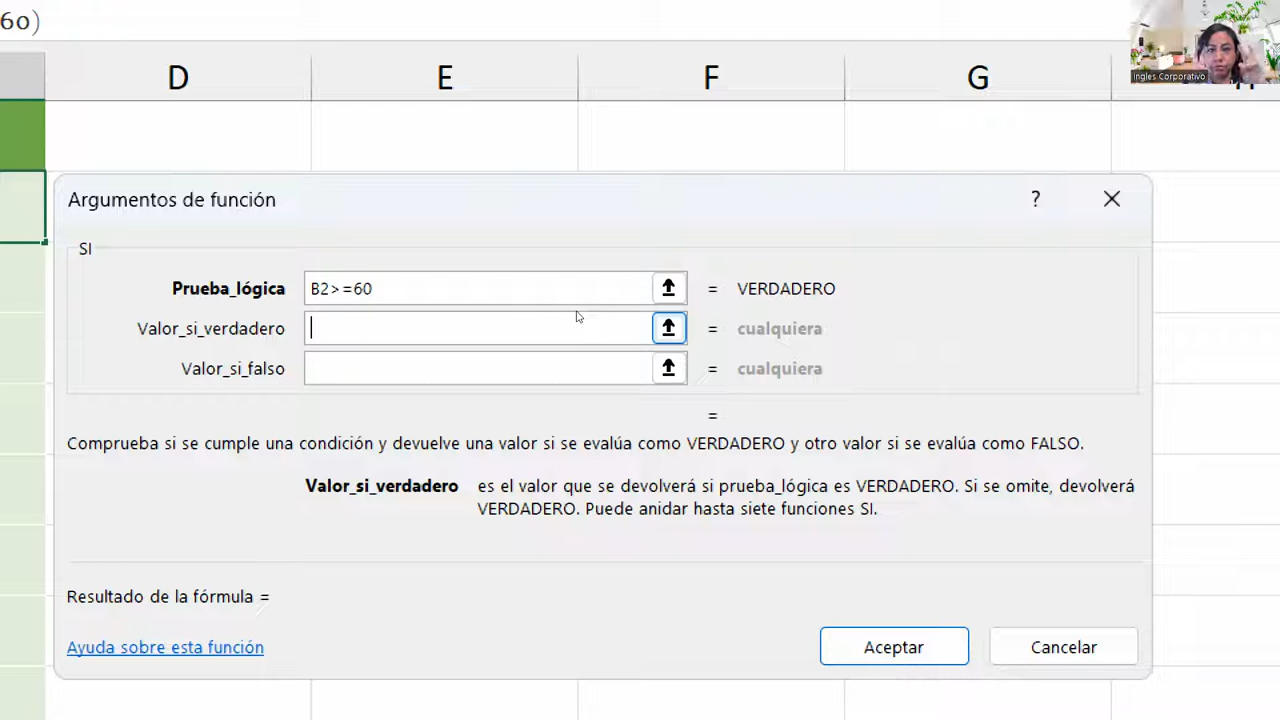 60)
D E F G
Ingles Corporativo
Argumentos de función ?
SI
Prueba_lógica B2>=60 = VERDADERO
Valor_si_verdadero = cualquiera
Valor_si_falso = cualquiera
=
Comprueba si se cumple una condición y devuelve una valor si se evalúa como VERDADERO y otro valor si se evalúa como FALSO.
Valor_si_verdadero es el valor que se devolverá si prueba_lógica es VERDADERO. Si se omite, devolverá
VERDADERO. Puede anidar hasta siete funciones SI.
Resultado de la fórmula =
Ayuda sobre esta función Aceptar Cancelar